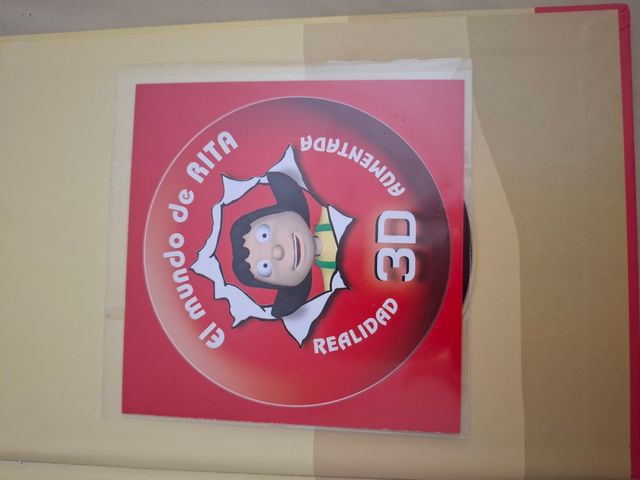 El mundo de RITA
REALIDAD
3D
AUMENTADA